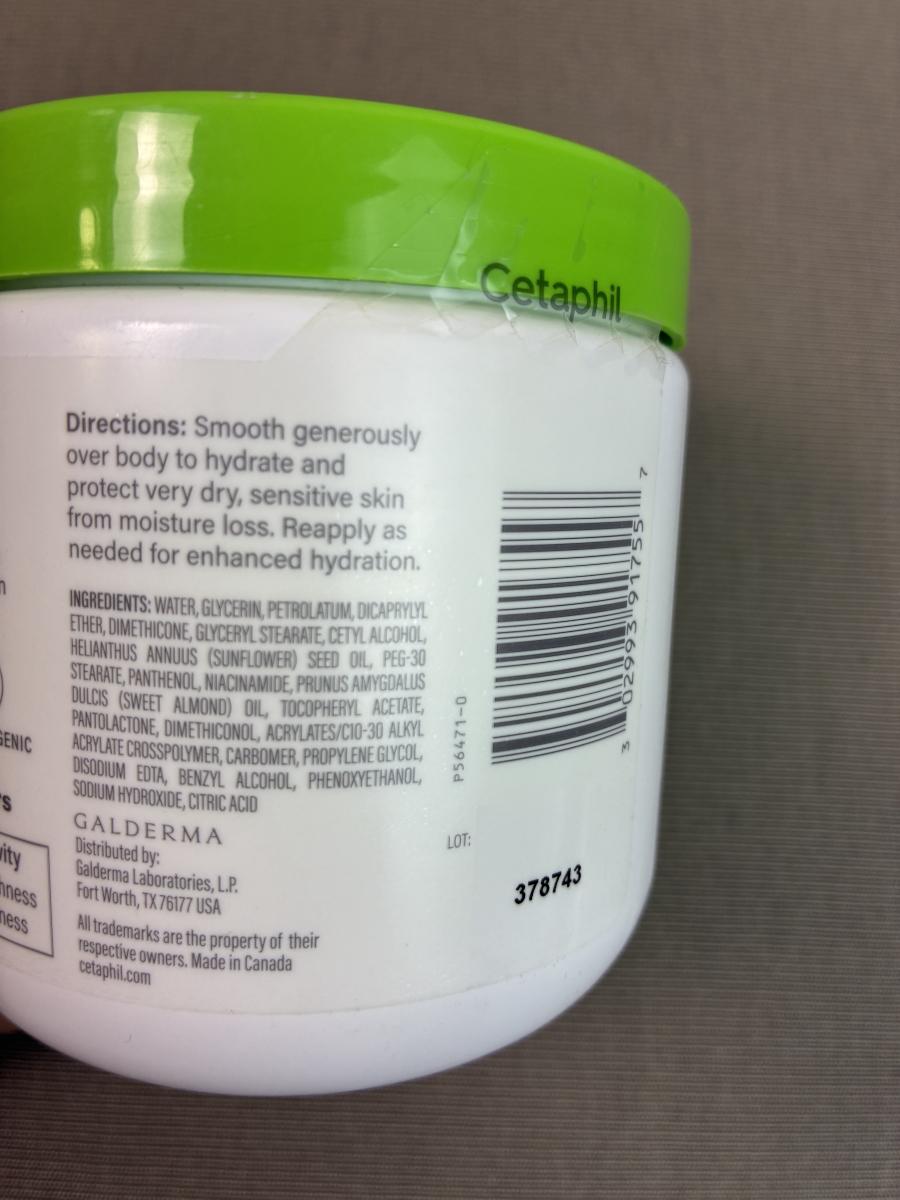 Cetaphil
Directions: Smooth generously
over body to hydrate and
protect very dry, sensitive skin
from moisture loss. Reapply as
needed for enhanced hydration.
INGREDIENTS: WATER, GLYCERIN, PETROLATUM, DICAPRYLYL
ETHER, DIMETHICONE, GLYCERYL STEARATE, CETYL ALCOHOL,
HELIANTHUS ANNUUS (SUNFLOWER) SEED OIL, PEG-30
STEARATE, PANTHENOL, NIACINAMIDE, PRUNUS AMYGDALUS
DULCIS (SWEET ALMOND) OIL, TOCOPHERYL ACETATE,
PANTOLACTONE, DIMETHICONOL, ACRYLATES/C10-30 ALKYL
ACRYLATE CROSSPOLYMER, CARBOMER, PROPYLENE GLYCOL,
DISODIUM EDTA, BENZYL ALCOHOL, PHENOXYETHANOL,
SODIUM HYDROXIDE, CITRIC ACID
GALDERMA
Distributed by:
Galderma Laboratories, L.P.
Fort Worth, TX 76177 USA
All trademarks are the property of their
respective owners. Made in Canada
cetaphil.com
P56471-0
LOT:
378743
3 02993 91755 7